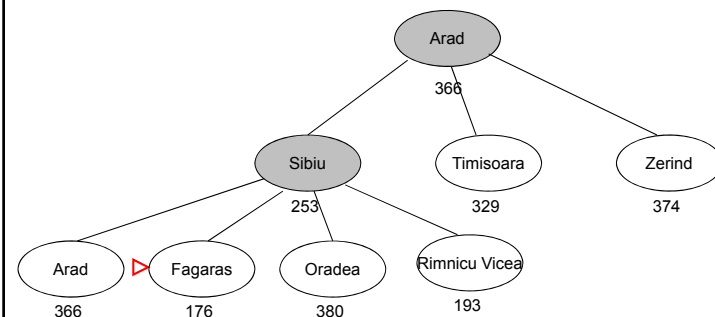 Arad
366
Sibiu
Timisoara
Zerind
253
329
374
Arad
Fagaras
Oradea
Rimnicu Vicea
366
176
380
193